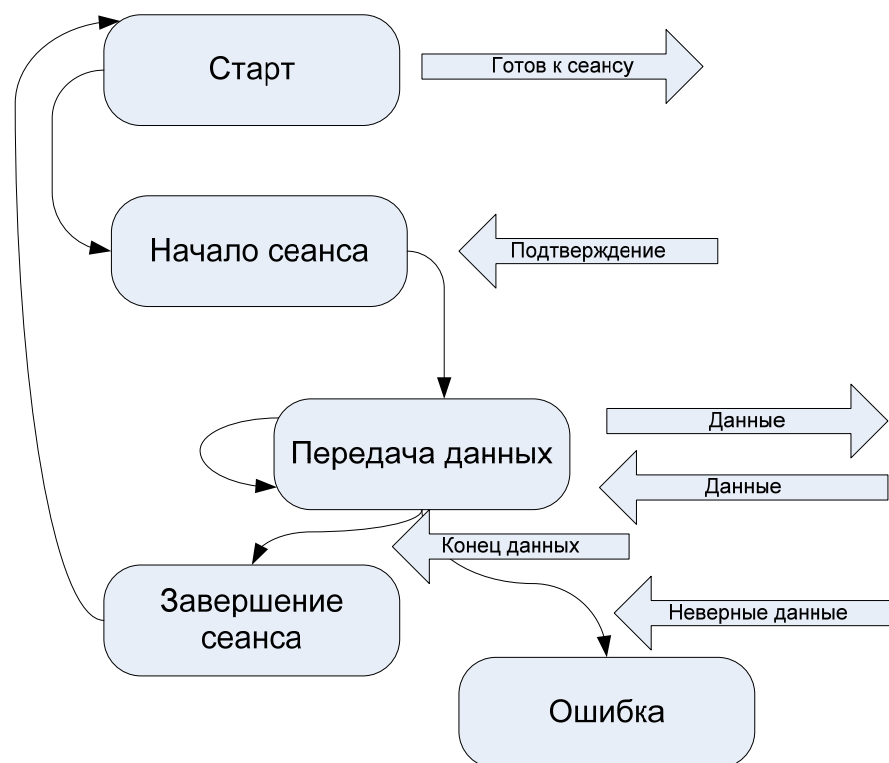 Старт
Готов к сеансу
Начало сеанса
Подтверждение
Передача данных
Данные
Данные
Конец данных
Завершение
сеанса
Неверные данные
Ошибка